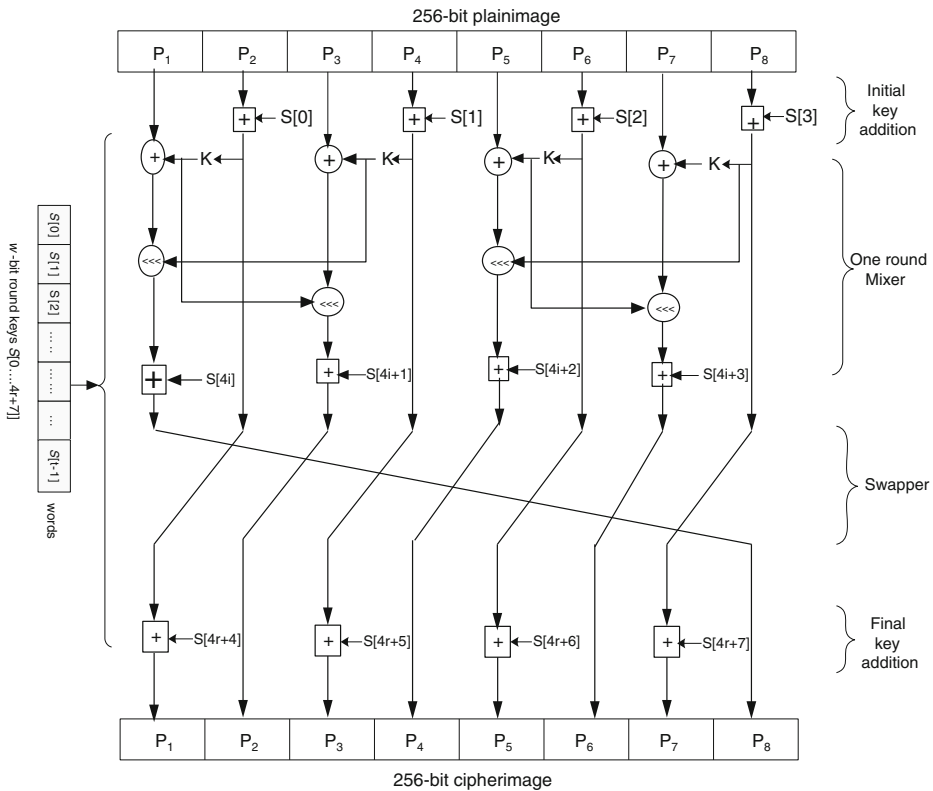 256-bit plainimage
P1 P2 P3 P4 P5 P6 P7 P8
+ S[0] + S[1] + S[2] + S[3]
Initial
key
addition
+ K + K + K + K
<<< <<<
<<< <<<
One round
Mixer
+ S[4i] + S[4i+1] + S[4i+2] + S[4i+3]
w-bit round keys S[0....4r+7]]
S[0]
S[1]
S[2]
.....
......
...
S[t-1]
words
Swapper
+ S[4r+4] + S[4r+5] + S[4r+6] + S[4r+7]
Final
key
addition
P1 P2 P3 P4 P5 P6 P7 P8
256-bit cipherimage